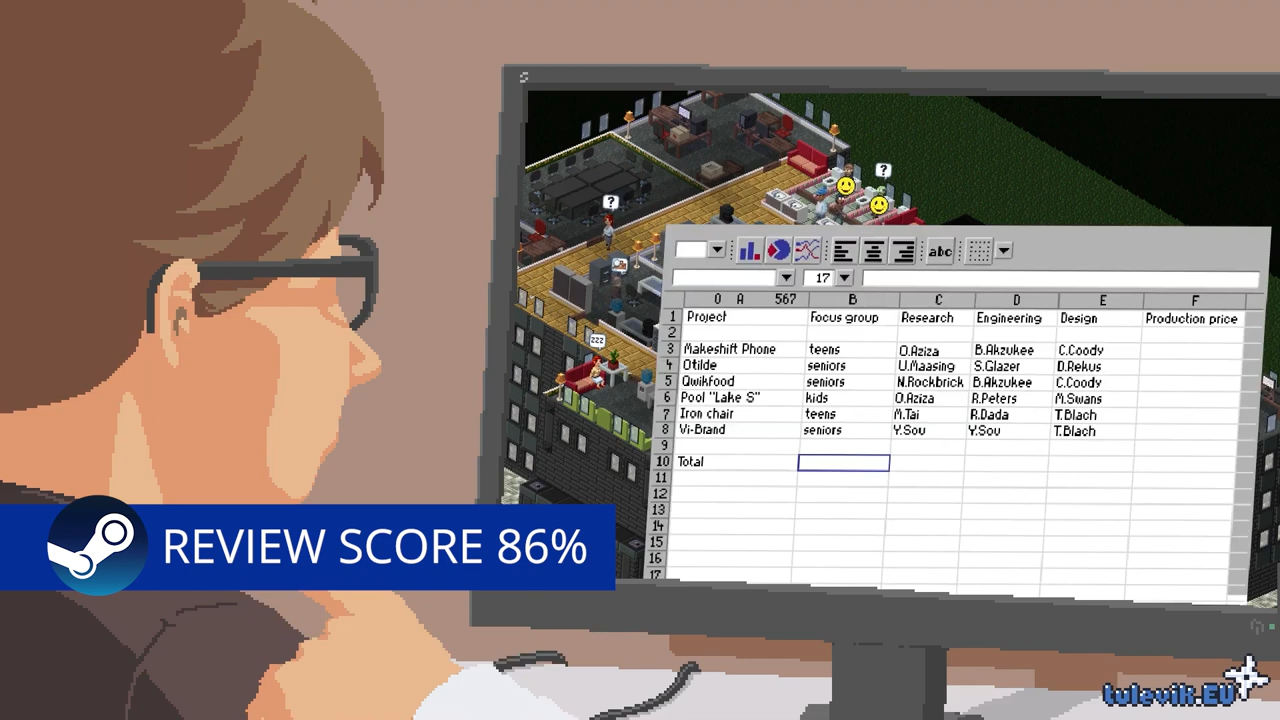 ?
?
zzz
abc
17
O A 567 B C D E F
1 Project Focus group Research Engineering Design Production price
2
3 Makeshift Phone teens O.Aziza B.Akzukee C.Coody
4 Otilde seniors U.Maasing S.Glazer D.Rekus
5 Qwikfood seniors N.Rockbrick B.Akzukee C.Coody
6 Pool "Lake S" kids O.Aziza R.Peters M.Swans
7 Iron chair teens M.Tai R.Dada T.Blach
8 Vi-Brand seniors Y.Sou Y.Sou T.Blach
9
10 Total
11
12
13
14
15
16
17
REVIEW SCORE 86%
tulevik.EU